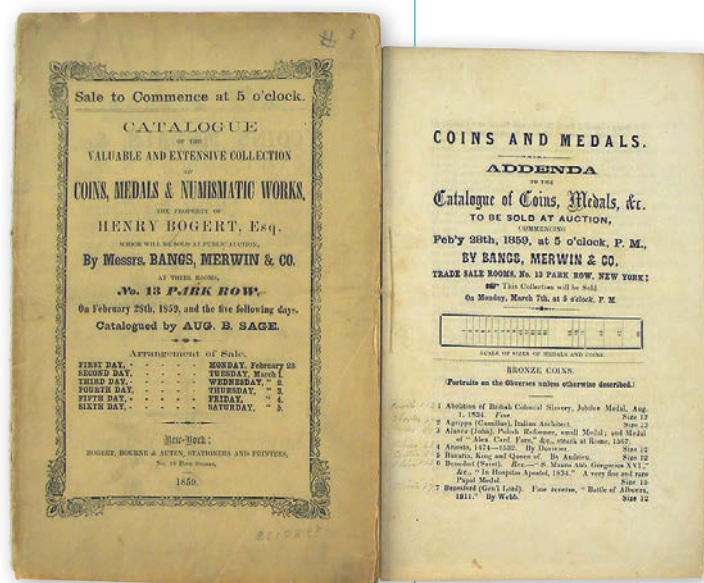 Sale to Commence at 5 o'clock.
CATALOGUE
OF THE
VALUABLE AND EXTENSIVE COLLECTION
OF
COINS, MEDALS & NUMISMATIC WORKS,
THE PROPERTY OF
HENRY BOGERT, Esq.
WHICH WILL BE SOLD AT PUBLIC AUCTION,
By Messrs. BANGS, MERWIN & CO.
AT THEIR ROOMS,
No. 13 PARK ROW,
On February 28th, 1859, and the five following days.
Catalogued by AUG. B. SAGE.
Arrangement of Sale.
FIRST DAY, - - - - - MONDAY, February 28
SECOND DAY, - - - - - TUESDAY, March 1.
THIRD DAY, - - - - - WEDNESDAY, " 2.
FOURTH DAY, - - - - - THURSDAY, " 3.
FIFTH DAY, - - - - - FRIDAY, " 4.
SIXTH DAY, - - - - - SATURDAY, " 5.
New-York:
BOGERT, BOURNE & AUTEN, STATIONERS AND PRINTERS,
1859.
COINS AND MEDALS.
ADDENDA
TO THE
Catalogue of Coins, Medals, &c.
TO BE SOLD AT AUCTION,
COMMENCING
Feb'y 28th, 1859, at 5 o'clock, P. M.,
BY BANGS, MERWIN & CO.
TRADE SALE ROOMS, No. 13 PARK ROW, NEW YORK:
This Collection will be Sold
On Monday, March 7th, at 5 o'clock, P. M.
SCALE OF SIZES OF MEDALS AND COINS.
BRONZE COINS.
(Portraits on the Obverses unless otherwise described.)
1 Abolition of British Colonial Slavery, Jubilee Medal, Aug.
1, 1834. Fine Size 12
2 Agrippa (Camillus), Italian Architect. Size 13
3 Alasco (John), Polish Reformer, small Medal; and Medal
of " Alex. Card. Farn," &c., struck at Rome, 1567.
4 Ariosto, 1474—1532. By Dassier. Size 12
5 Bavaria, King and Queen of. By Andrieu. Size 12
6 Benedict (Saint). Rev.—" S. Mauro Abb. Gregorius XVI.,"
&c., " In Hospitio Apostol, 1834." A very fine and rare
Papal Medal. Size 15
7 Beresford (Gen'l Lord). Fine reverse, " Battle of Albuera,
1811." By Webb. Size 12